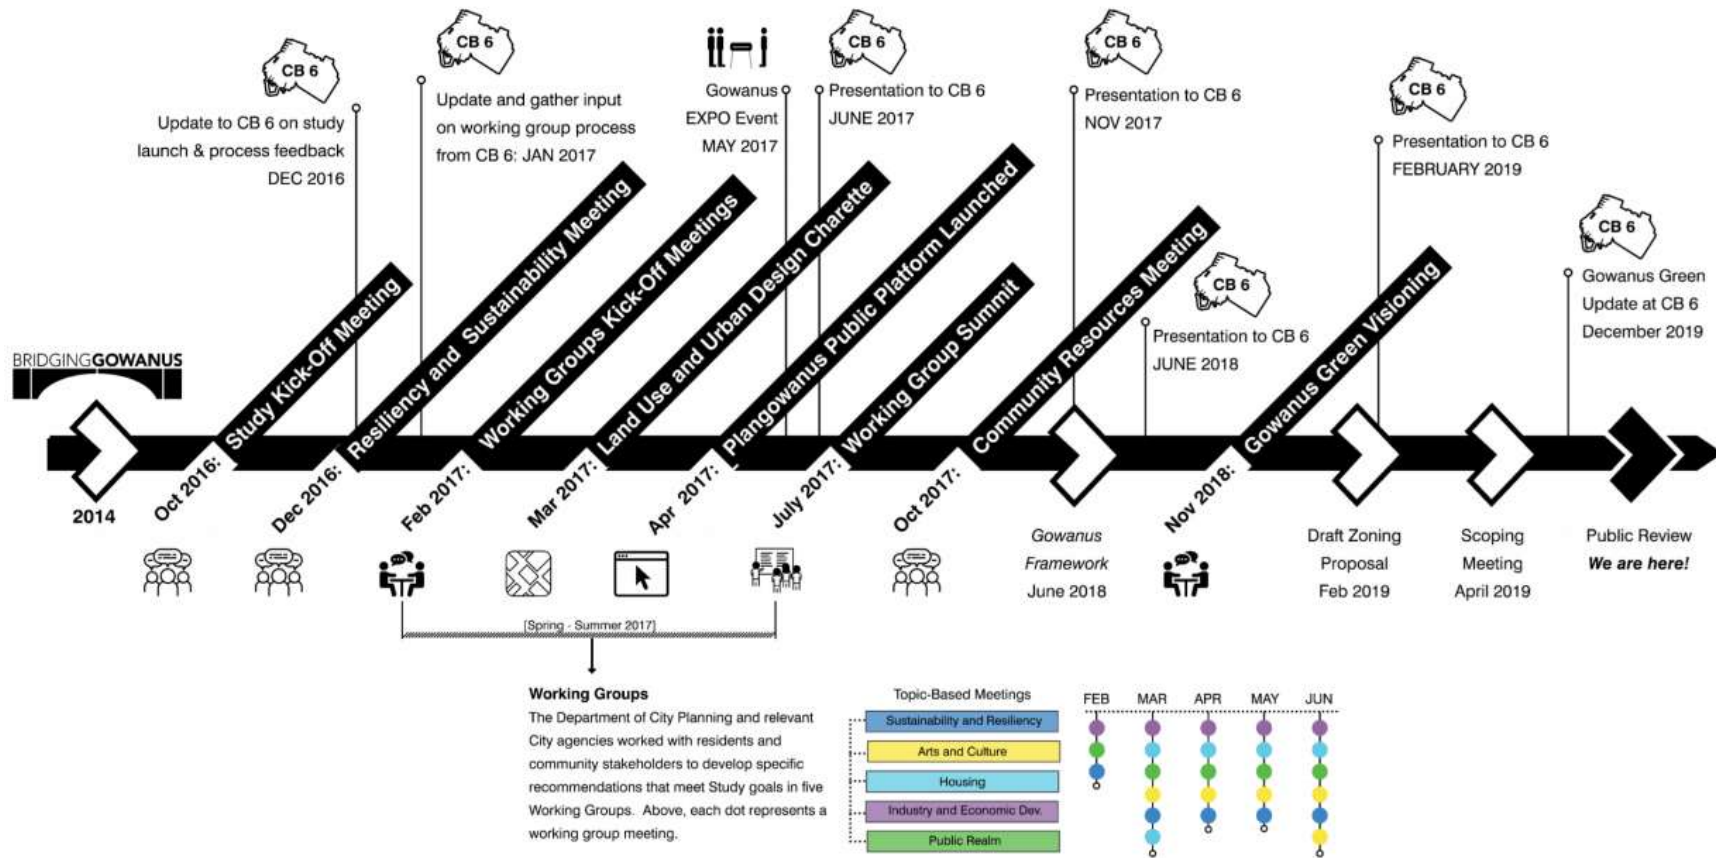 CB 6
Update to CB 6 on study
launch & process feedback
DEC 2016
CB 6
Update and gather input
on working group process
from CB 6: JAN 2017
Gowanus
EXPO Event
MAY 2017
CB 6
Presentation to CB 6
JUNE 2017
CB 6
Presentation to CB 6
NOV 2017
CB 6
Presentation to CB 6
JUNE 2018
CB 6
Presentation to CB 6
FEBRUARY 2019
CB 6
Gowanus Green
Update at CB 6
December 2019
BRIDGINGGOWANUS
2014
Oct 2016: Study Kick-Off Meeting
Dec 2016: Resiliency and Sustainability Meeting
Feb 2017: Working Groups Kick-Off Meetings
Mar 2017: Land Use and Urban Design Charette
Apr 2017: Plangowanus Public Platform Launched
July 2017: Working Group Summit
Oct 2017: Community Resources Meeting
Gowanus
Framework
June 2018
Nov 2018: Gowanus Green Visioning
Draft Zoning
Proposal
Feb 2019
Scoping
Meeting
April 2019
Public Review
We are here!
[Spring - Summer 2017]
Working Groups
The Department of City Planning and relevant
City agencies worked with residents and
community stakeholders to develop specific
recommendations that meet Study goals in five
Working Groups. Above, each dot represents a
working group meeting.
Topic-Based Meetings
Sustainability and Resiliency
Arts and Culture
Housing
Industry and Economic Dev.
Public Realm
FEB MAR APR MAY JUN